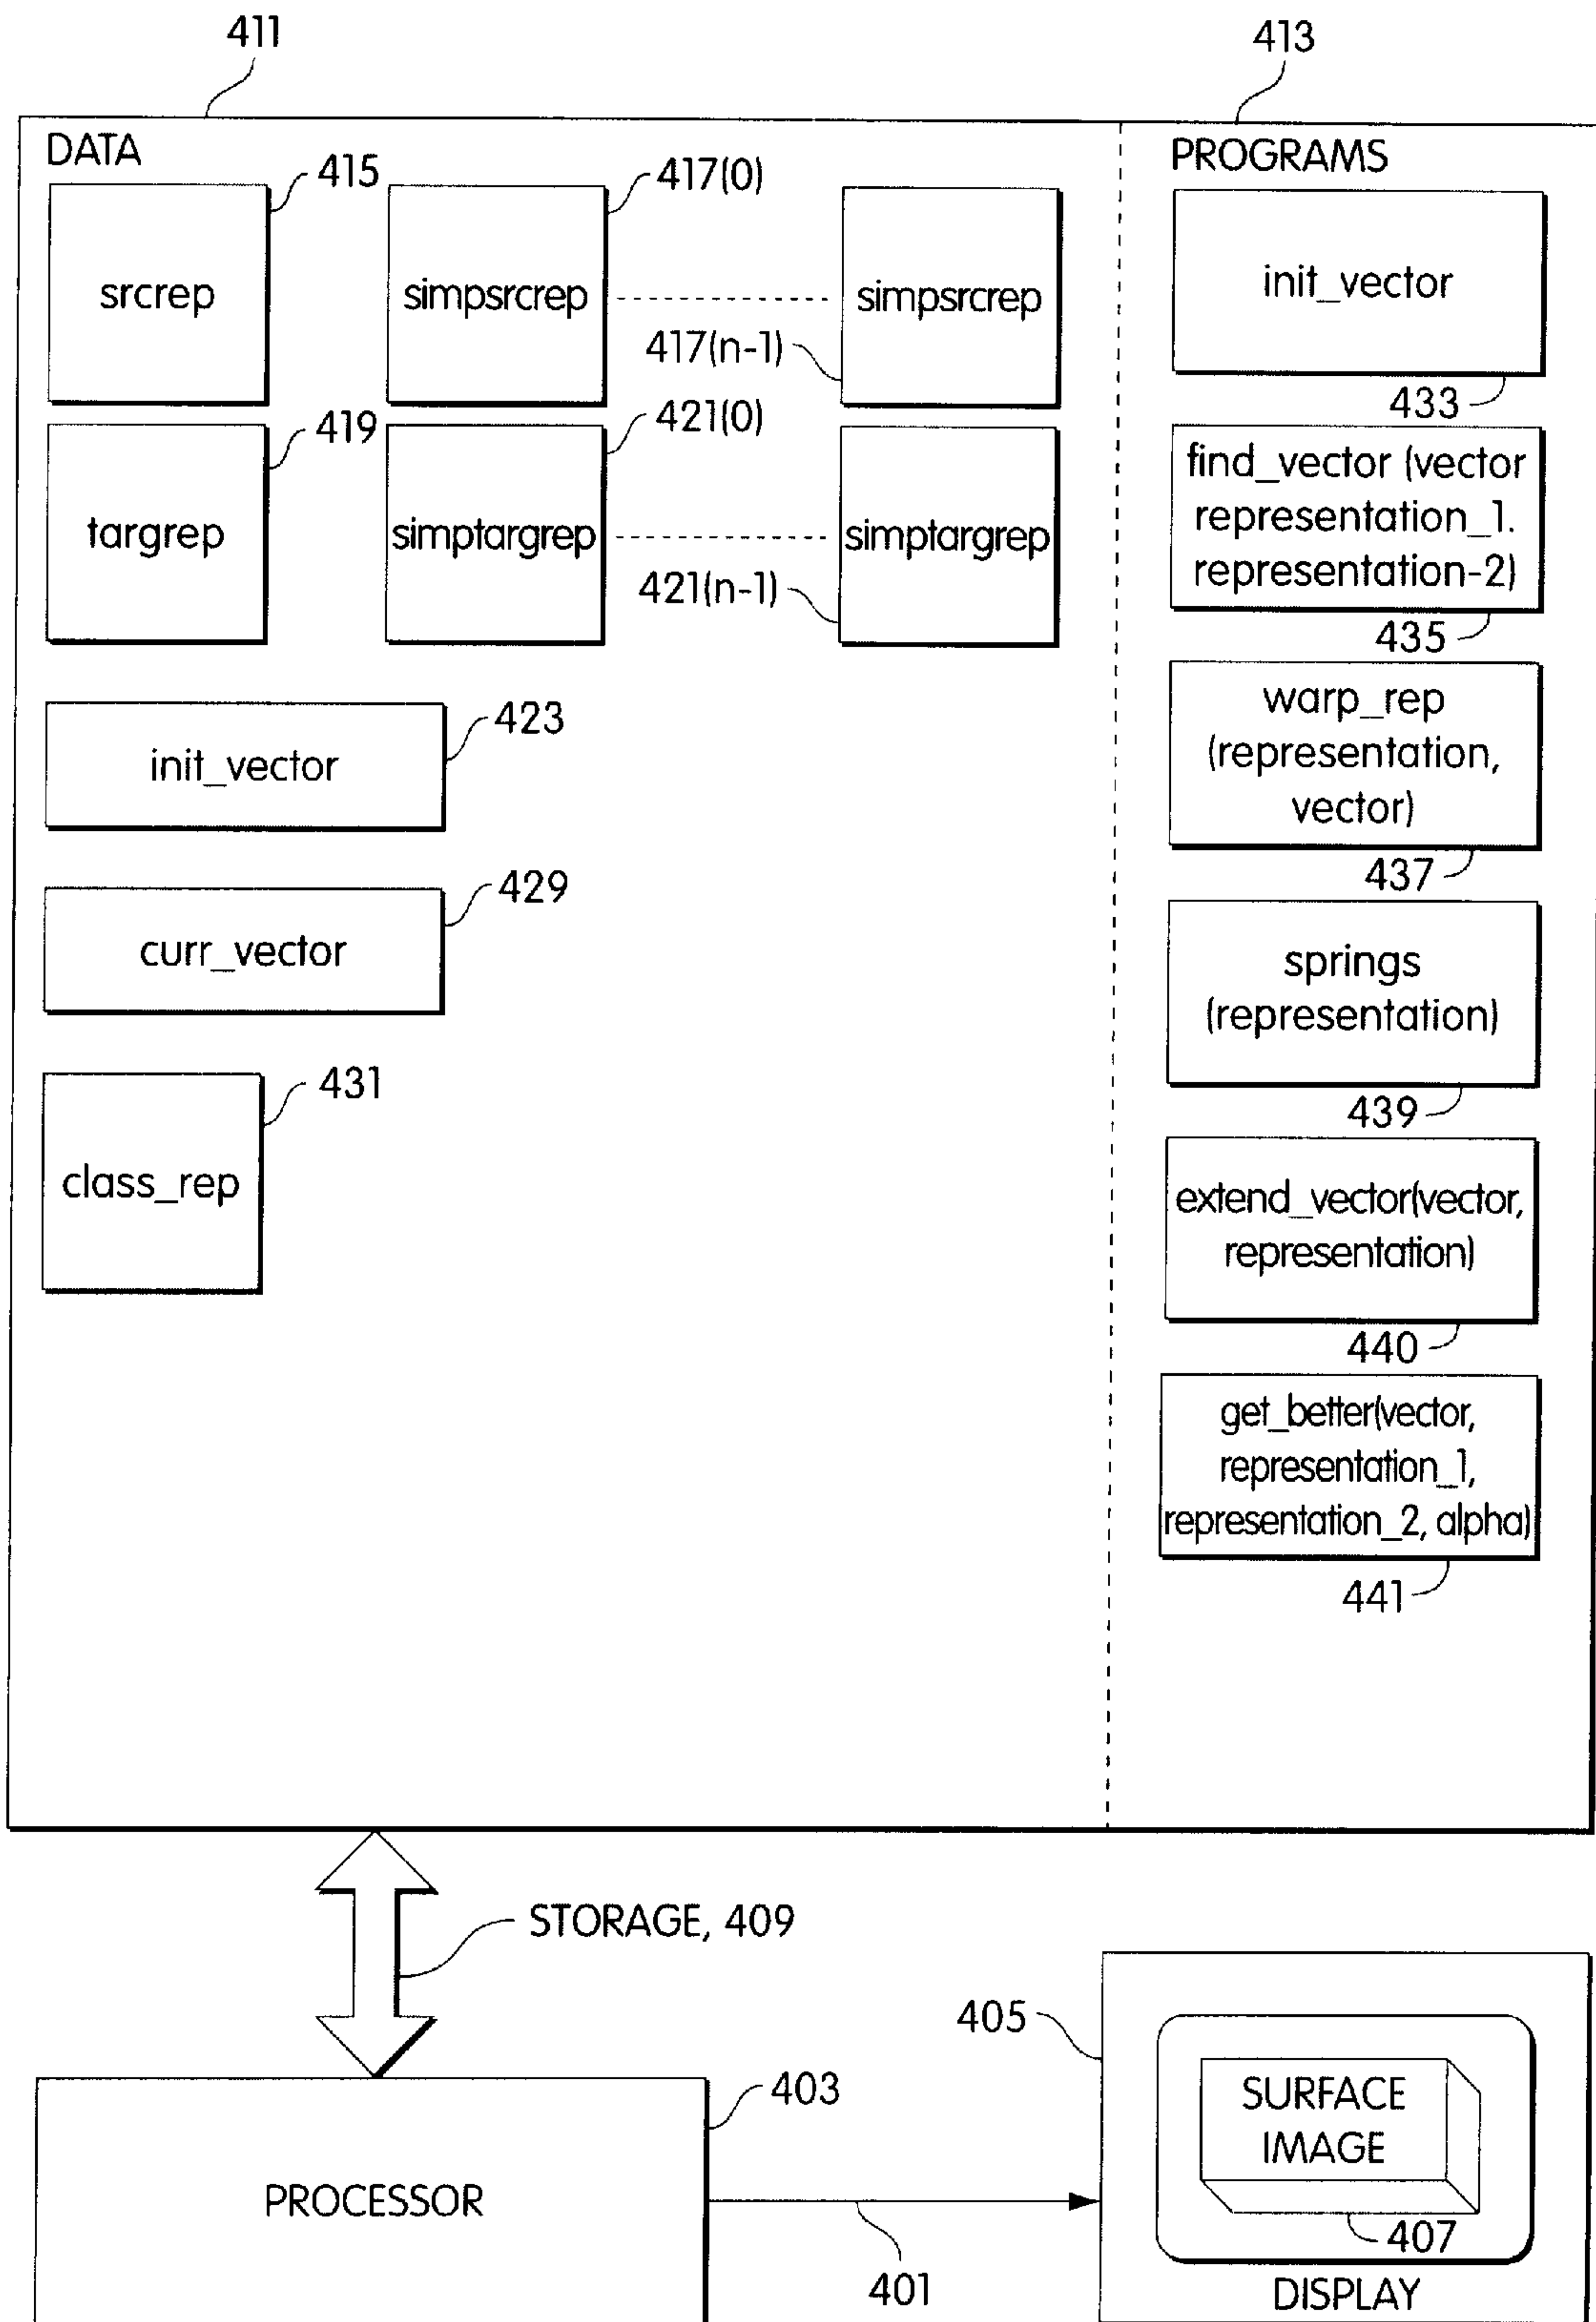 411
413
DATA
PROGRAMS
415
417(0)
srcrep
simpsrcrep
simpsrcrep
417(n-1)
init_vector
433
419
421(0)
targrep
simptargrep
simptargrep
421(n-1)
find_vector (vector
representation_1.
representation-2)
435
423
init_vector
warp_rep
(representation,
vector)
437
429
curr_vector
springs
(representation)
439
431
class_rep
extend_vector(vector,
representation)
440
get_better(vector,
representation_1,
representation_2, alpha)
441
STORAGE, 409
403
PROCESSOR
401
405
SURFACE
IMAGE
407
DISPLAY